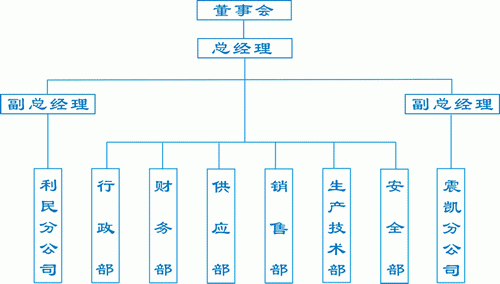 董事会
总经理
副总经理
副总经理
利民分公司
行政部
财务部
供应部
销售部
生产技术部
安全部
震凯分公司